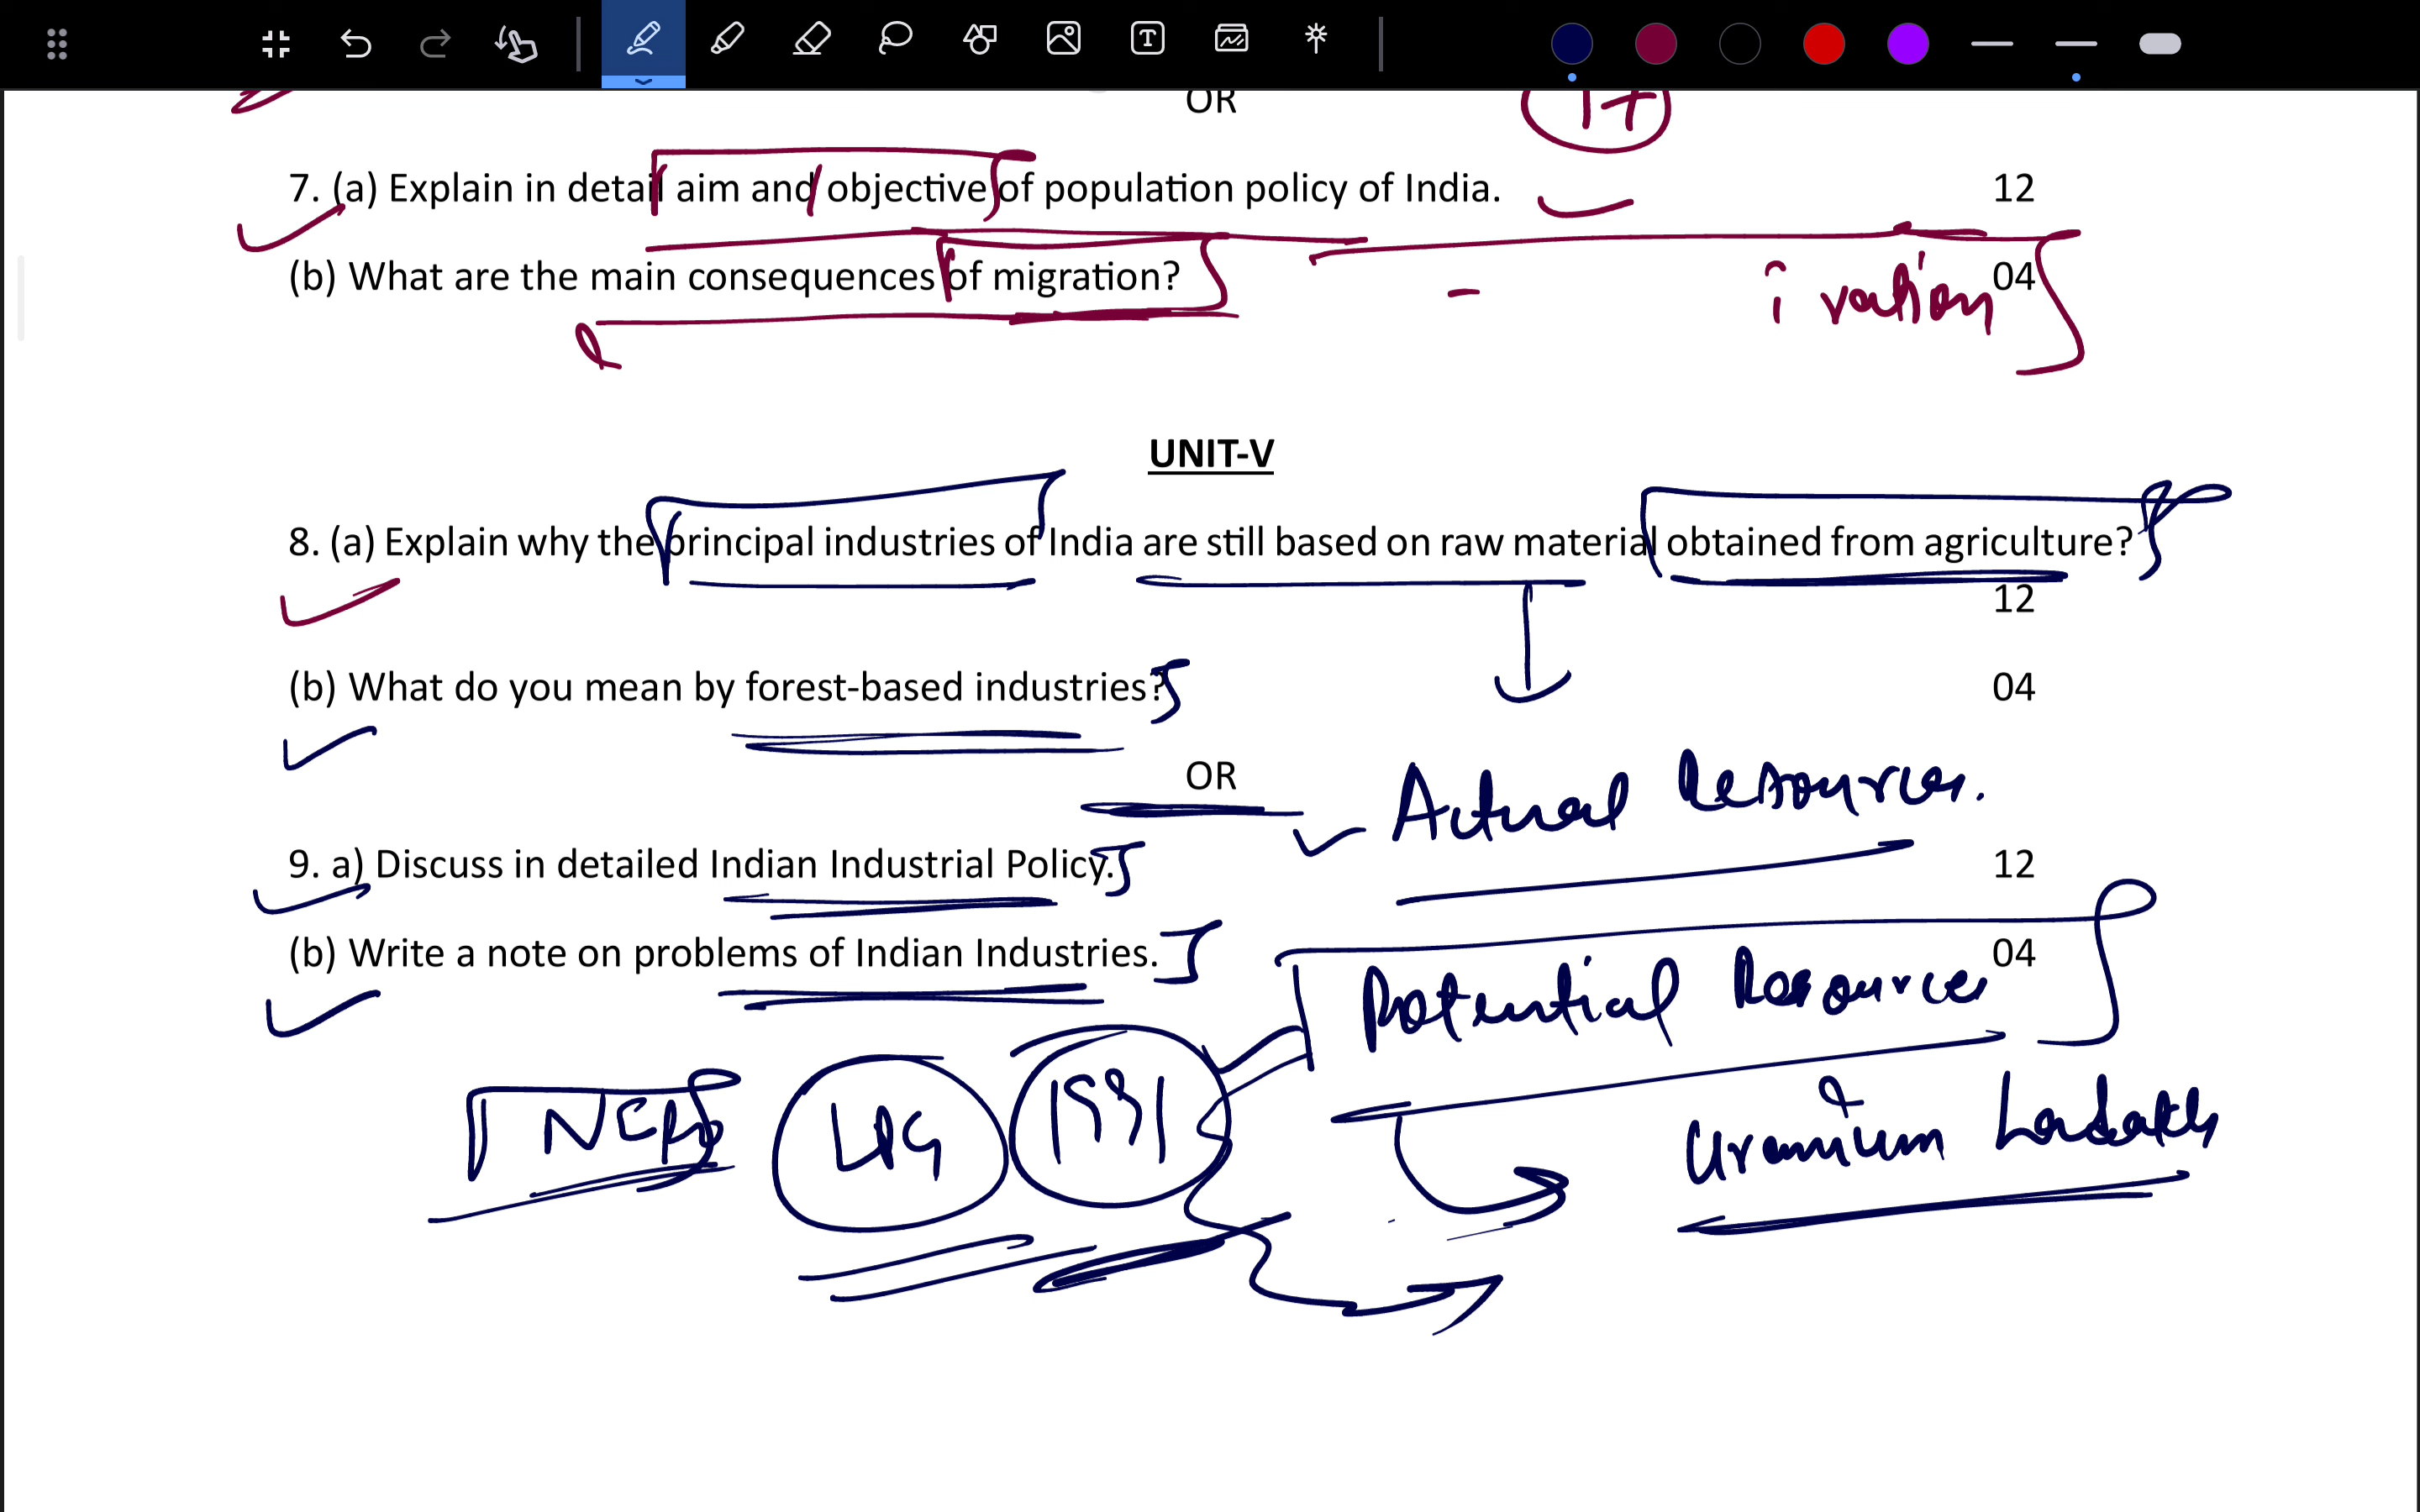 OR
17
7. (a) Explain in detail aim and objective of population policy of India. 12
(b) What are the main consequences of migration? 04
UNIT-V
8. (a) Explain why the principal industries of India are still based on raw material obtained from agriculture?
12
(b) What do you mean by forest-based industries? 04
OR
Actual Resources.
9. a) Discuss in detailed Indian Industrial Policy. 12
(b) Write a note on problems of Indian Industries. 04
Potential Resources
LPG 1991
Uranium Ladakh